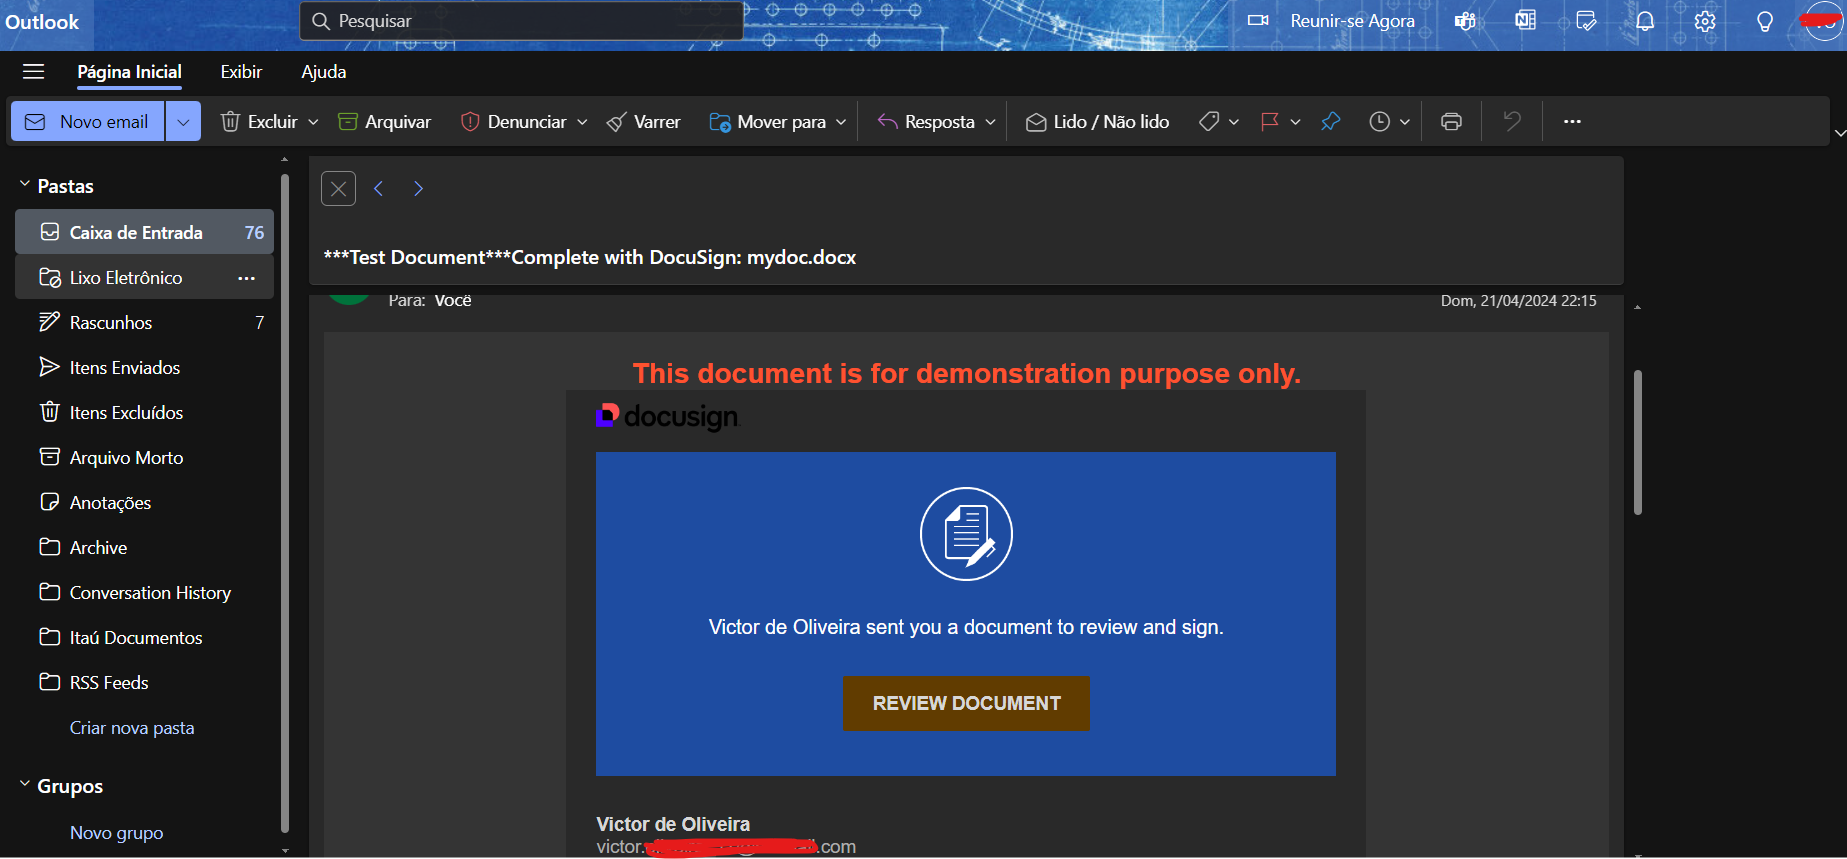 Outlook
Pesquisar
Reunir-se Agora
Página Inicial
Exibir
Ajuda
Novo email
Excluir
Arquivar
Denunciar
Varrer
Mover para
Resposta
Lido / Não lido
Pastas
Caixa de Entrada 76
Lixo Eletrônico
Rascunhos 7
Itens Enviados
Itens Excluídos
Arquivo Morto
Anotações
Archive
Conversation History
Itaú Documentos
RSS Feeds
Criar nova pasta
Grupos
Novo grupo
***Test Document***Complete with DocuSign: mydoc.docx
Para: Você
Dom, 21/04/2024 22:15
This document is for demonstration purpose only.
docusign
Victor de Oliveira sent you a document to review and sign.
REVIEW DOCUMENT
Victor de Oliveira
victor. .com